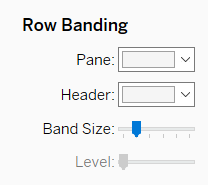 Row Banding
Pane:
Header:
Band Size:
Level: